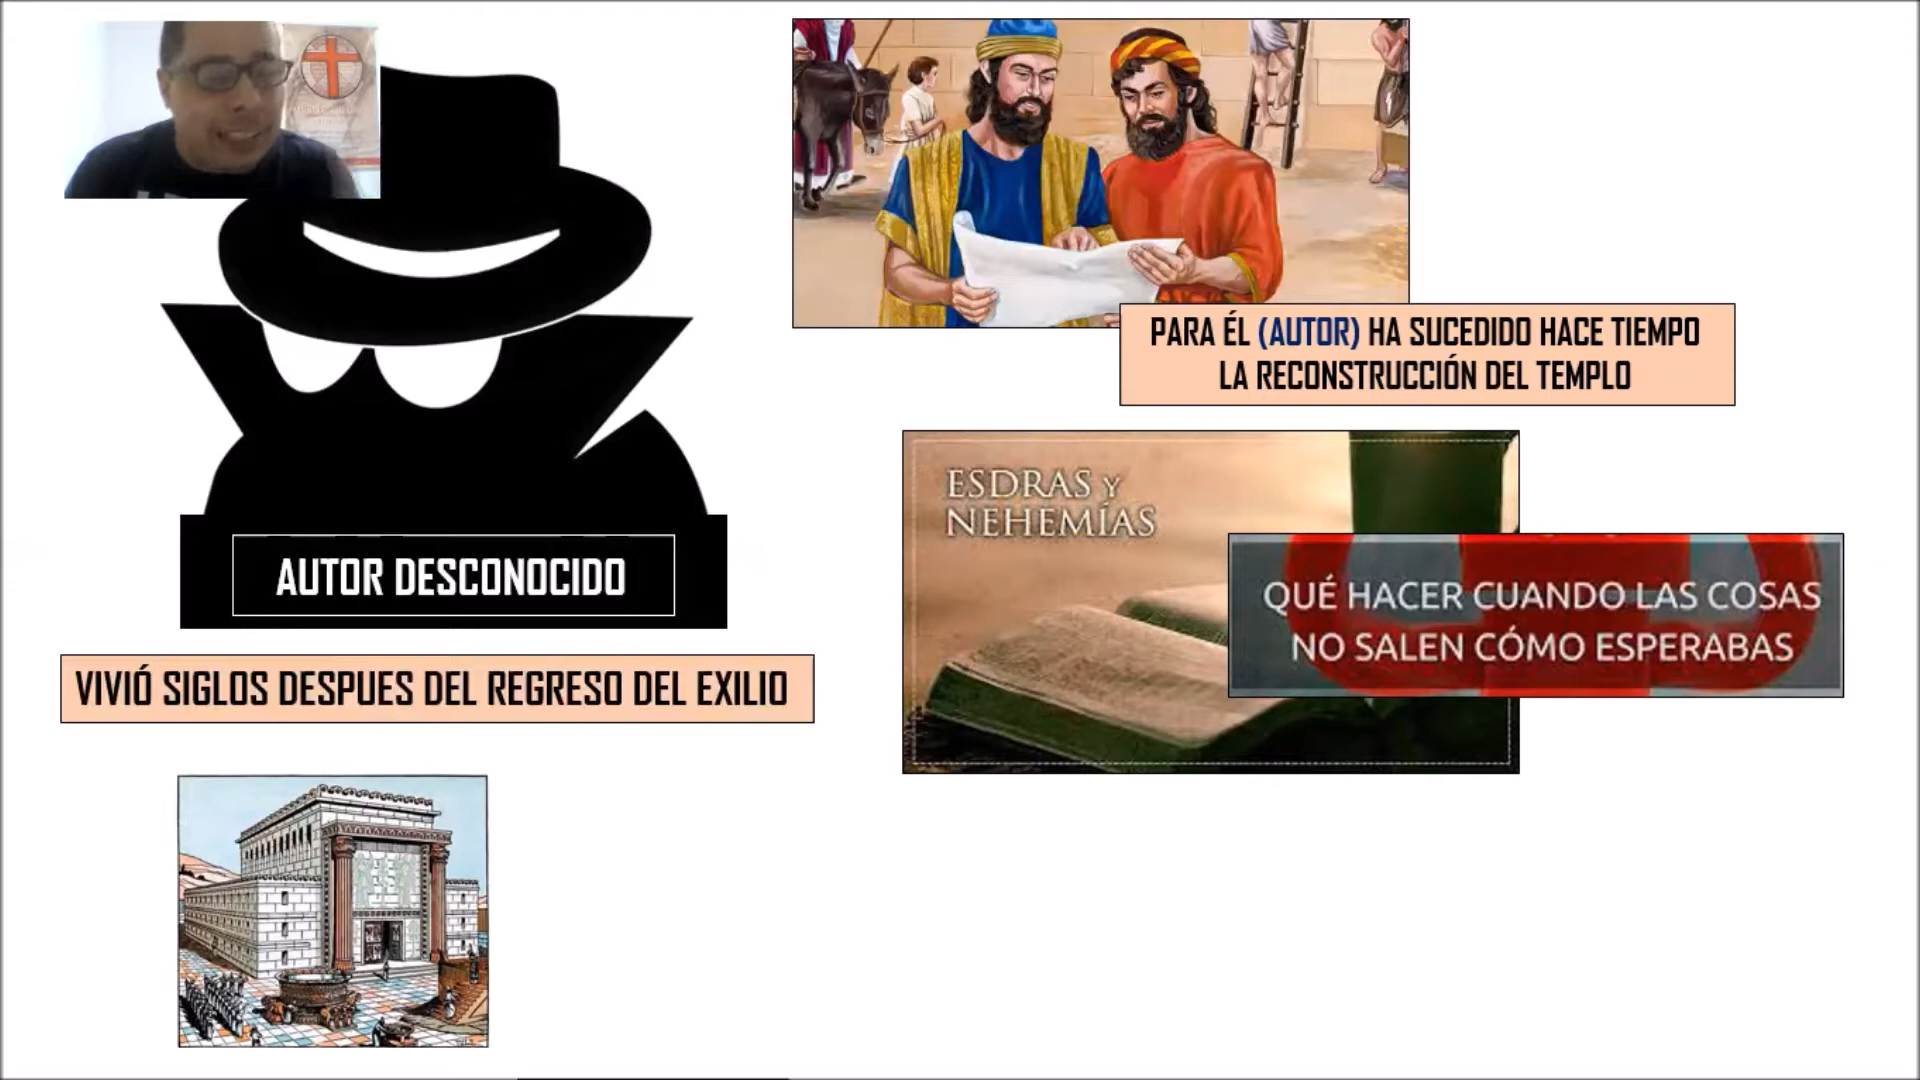 AUTOR DESCONOCIDO
VIVIÓ SIGLOS DESPUES DEL REGRESO DEL EXILIO
PARA ÉL (AUTOR) HA SUCEDIDO HACE TIEMPO
LA RECONSTRUCCIÓN DEL TEMPLO
ESDRAS Y
NEHEMÍAS
QUÉ HACER CUANDO LAS COSAS
NO SALEN CÓMO ESPERABAS